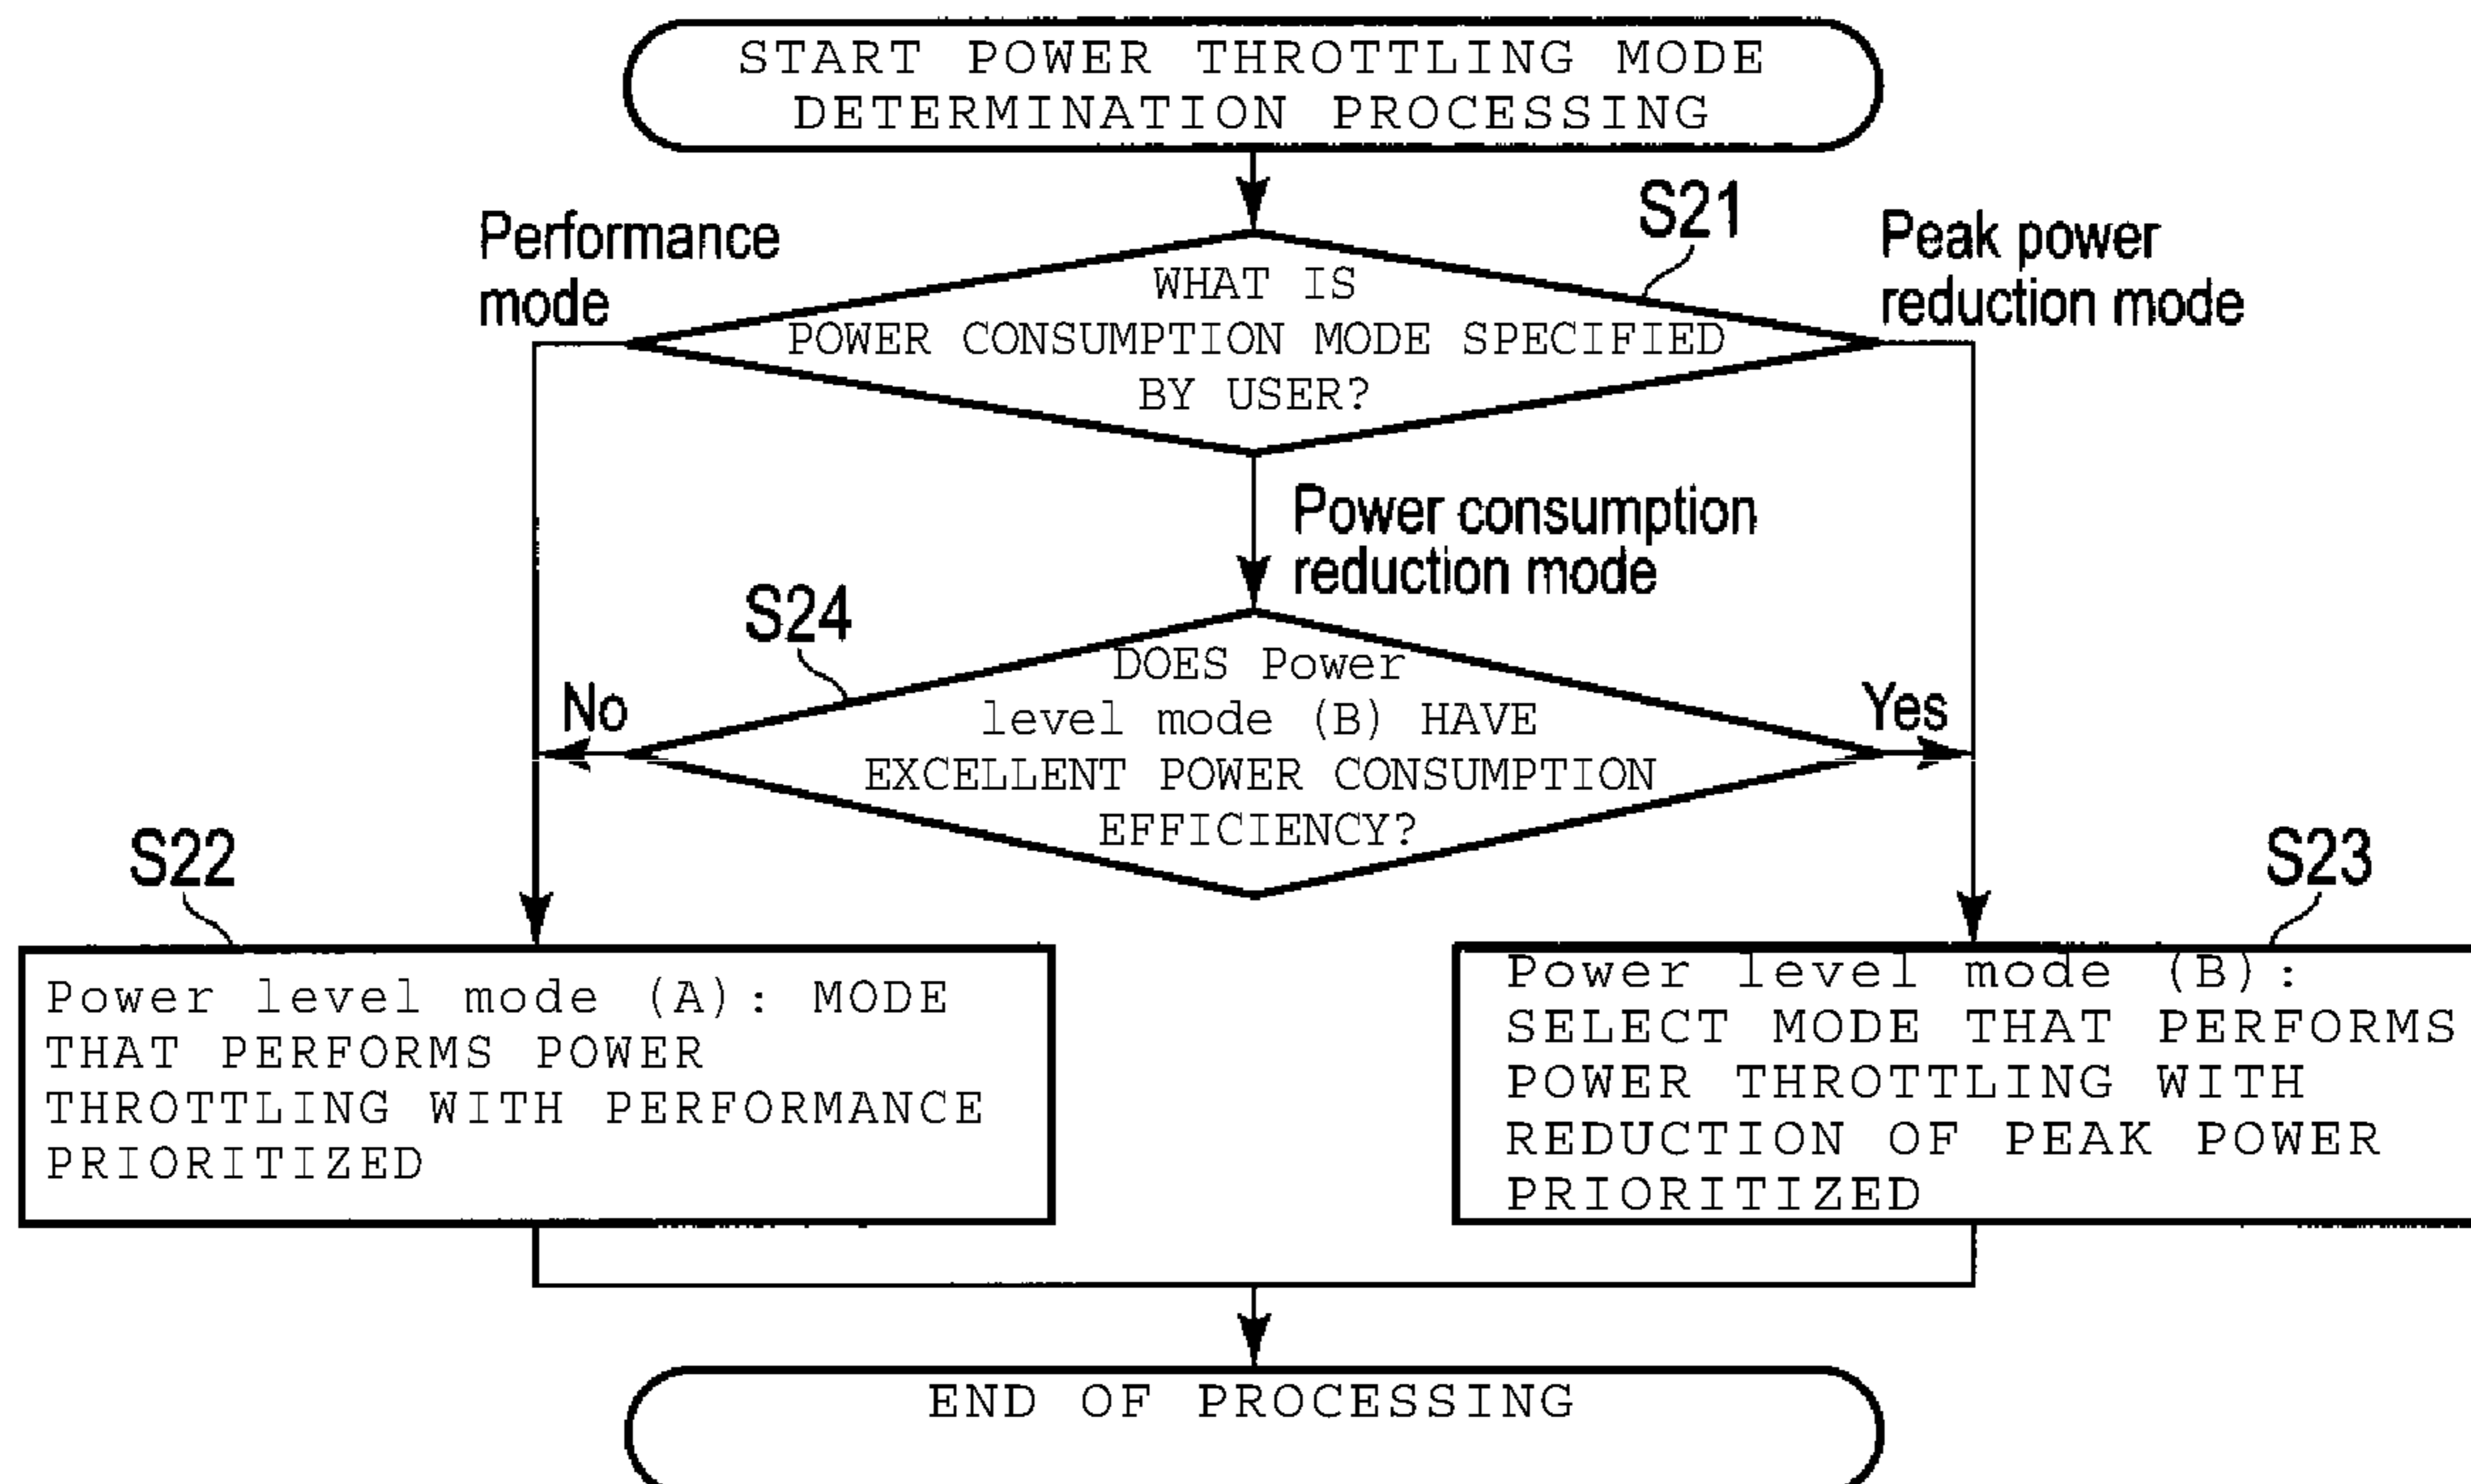 START POWER THROTTLING MODE
DETERMINATION PROCESSING
S21
Performance
mode
Peak power
reduction mode
WHAT IS
POWER CONSUMPTION MODE SPECIFIED
BY USER?
Power consumption
reduction mode
S24
DOES Power
level mode (B) HAVE
EXCELLENT POWER CONSUMPTION
EFFICIENCY?
No
Yes
S22
S23
Power level mode (A): MODE
THAT PERFORMS POWER
THROTTLING WITH PERFORMANCE
PRIORITIZED
Power level mode (B):
SELECT MODE THAT PERFORMS
POWER THROTTLING WITH
REDUCTION OF PEAK POWER
PRIORITIZED
END OF PROCESSING